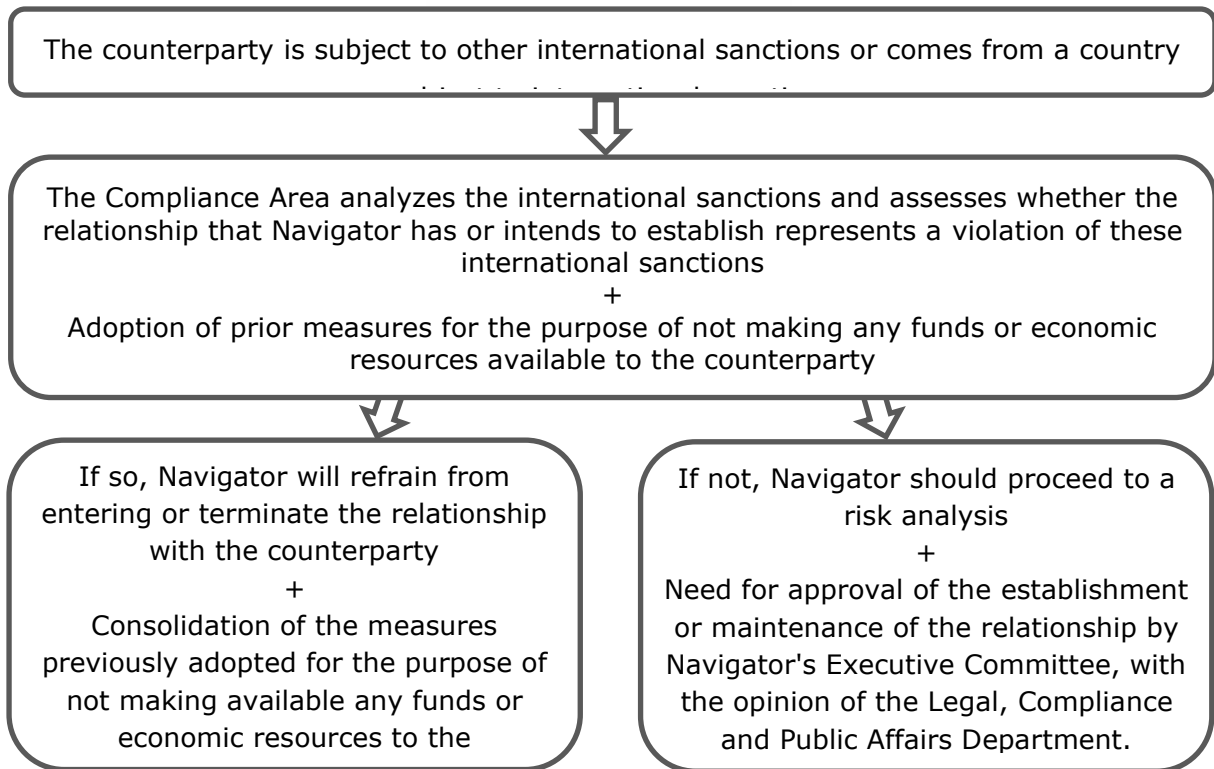 The counterparty is subject to other international sanctions or comes from a country
The Compliance Area analyzes the international sanctions and assesses whether the
relationship that Navigator has or intends to establish represents a violation of these
international sanctions
+
Adoption of prior measures for the purpose of not making any funds or economic
resources available to the counterparty
If so, Navigator will refrain from
entering or terminate the relationship
with the counterparty
+
Consolidation of the measures
previously adopted for the purpose of
not making available any funds or
economic resources to the
If not, Navigator should proceed to a
risk analysis
+
Need for approval of the establishment
or maintenance of the relationship by
Navigator's Executive Committee, with
the opinion of the Legal, Compliance
and Public Affairs Department.